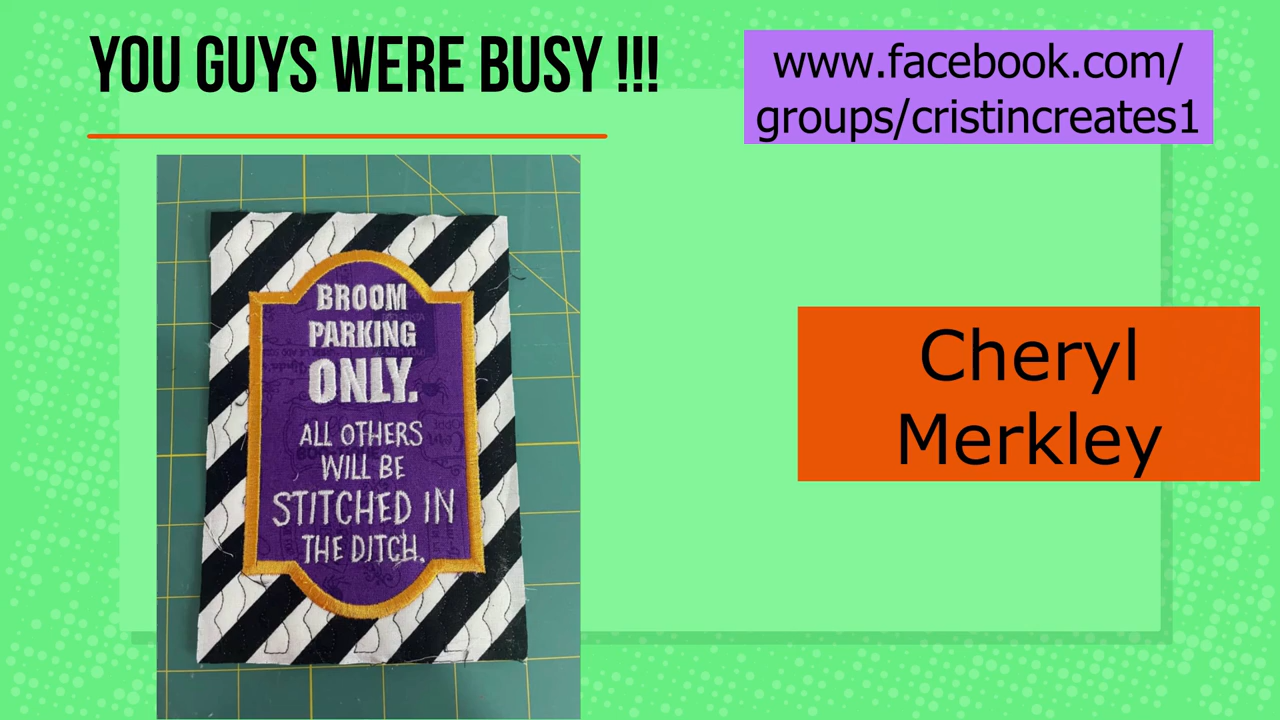 YOU GUYS WERE BUSY !!!
www.facebook.com/
groups/cristincreates1
BROOM
PARKING
ONLY.
ALL OTHERS
WILL BE
STITCHED IN
THE DITCH.
Cheryl
Merkley